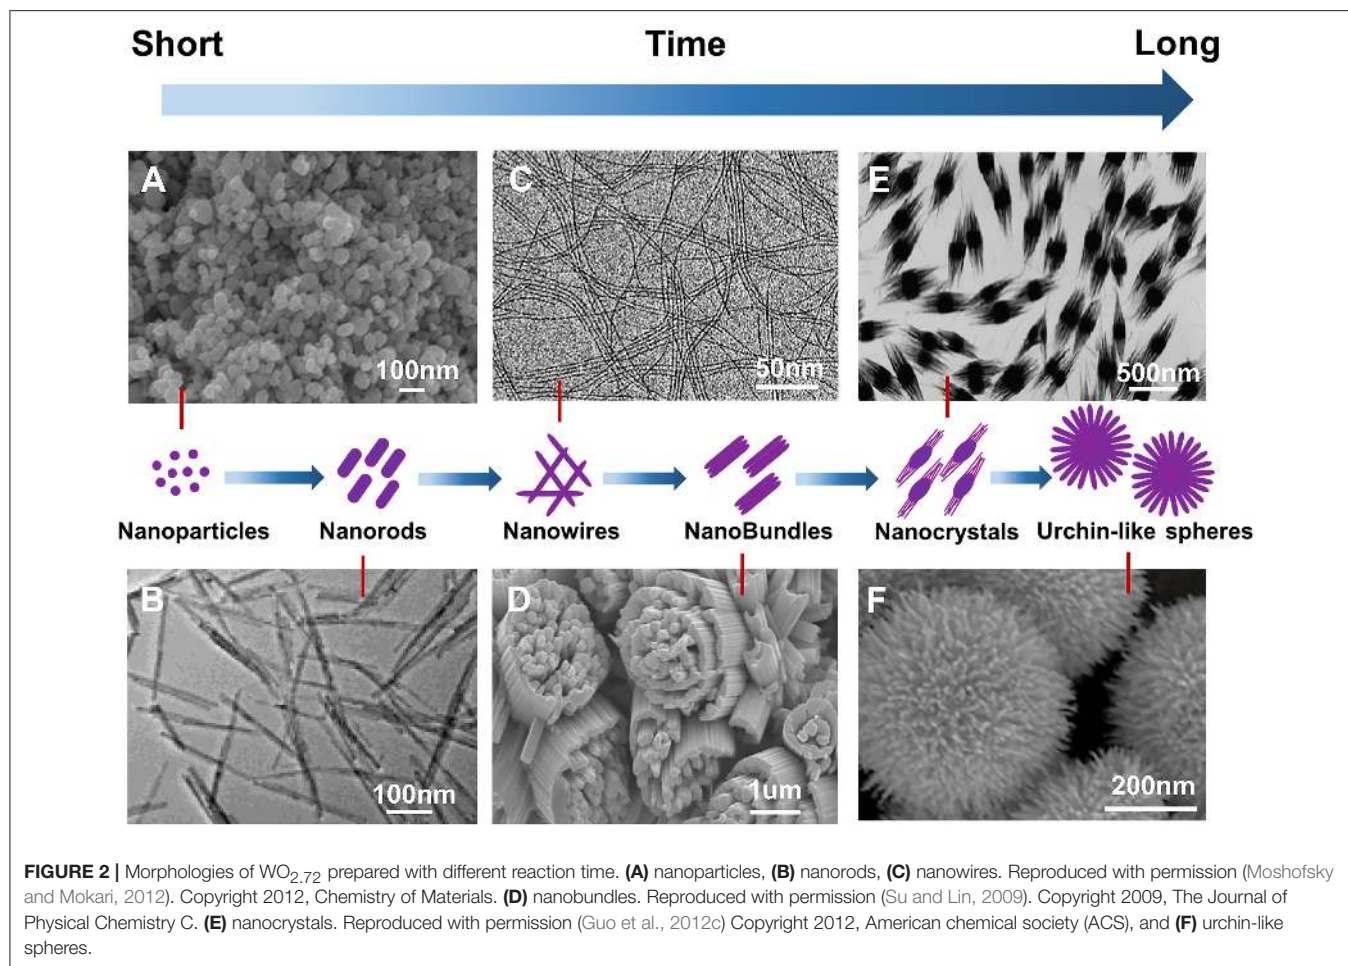 Short Time Long
A C E
100nm 50nm 500nm
Nanoparticles Nanorods Nanowires NanoBundles Nanocrystals Urchin-like spheres
B D F
100nm 1um 200nm
FIGURE 2 | Morphologies of WO2.72 prepared with different reaction time. (A) nanoparticles, (B) nanorods, (C) nanowires. Reproduced with permission (Moshofsky
and Mokari, 2012). Copyright 2012, Chemistry of Materials. (D) nanobundles. Reproduced with permission (Su and Lin, 2009). Copyright 2009, The Journal of
Physical Chemistry C. (E) nanocrystals. Reproduced with permission (Guo et al., 2012c) Copyright 2012, American chemical society (ACS), and (F) urchin-like
spheres.